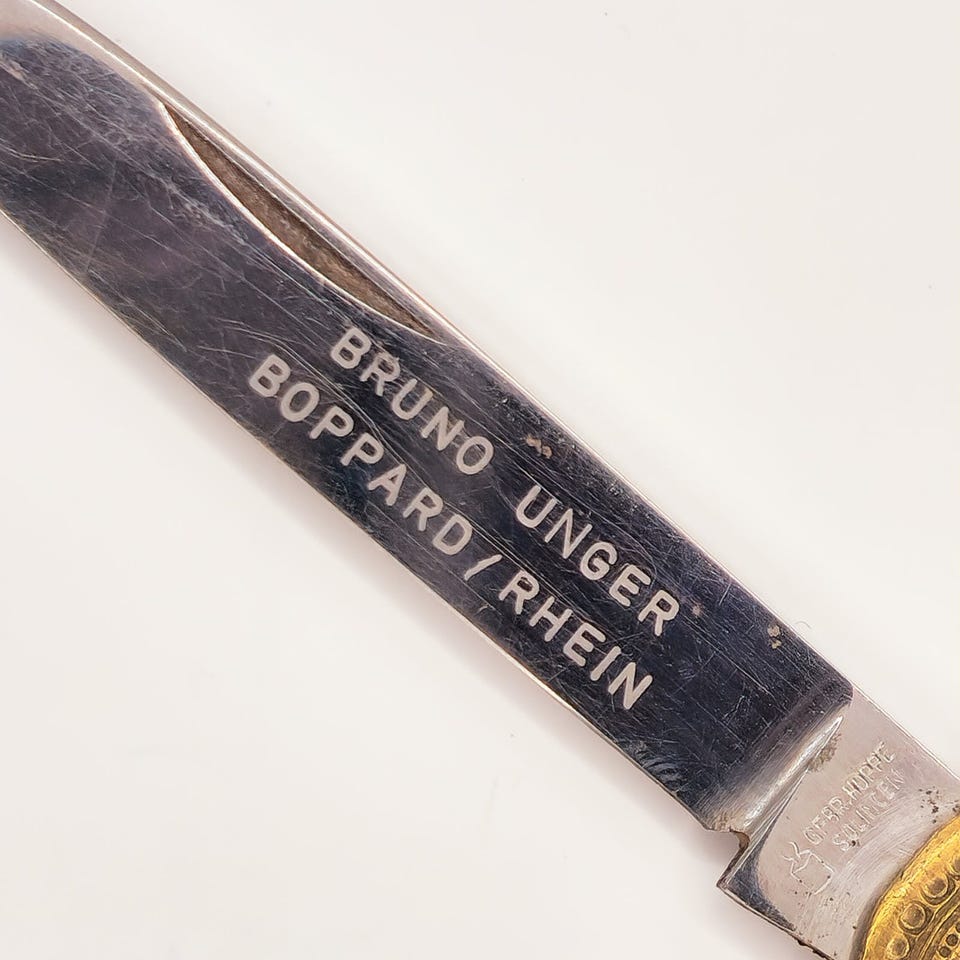 BRUNO UNGER
BOPPARD/RHEIN
GEBR. HOPPE
SOLINGEN